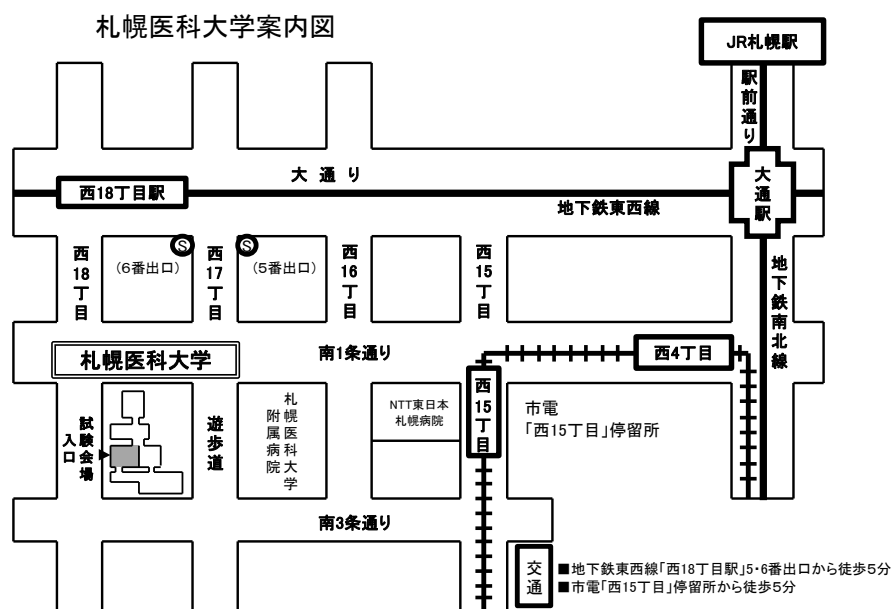 札幌医科大学案内図
JR札幌駅
駅前通り
大通り
西18丁目駅
地下鉄東西線
大通駅
西18丁目
(6番出口)
S
西17丁目
S
(5番出口)
西16丁目
西15丁目
地下鉄南北線
札幌医科大学
南1条通り
西4丁目
試験会場
入口
遊歩道
札幌医科大学
附属病院
NTT東日本
札幌病院
西15丁目
市電
「西15丁目」停留所
南3条通り
交通
■地下鉄東西線「西18丁目駅」5・6番出口から徒歩5分
■市電「西15丁目」停留所から徒歩5分